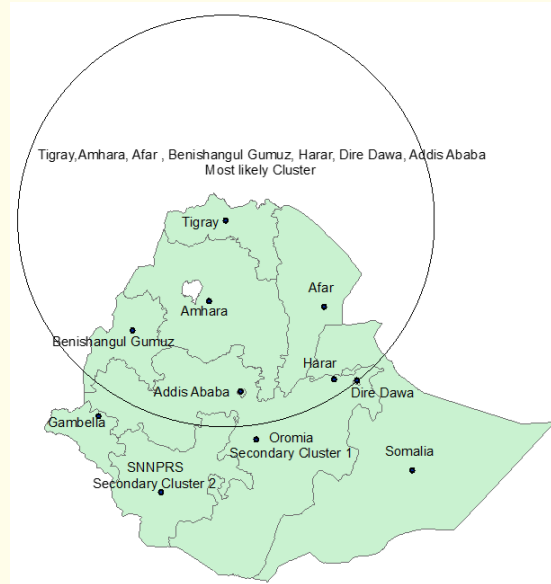 Tigray,Amhara, Afar , Benishangul Gumuz, Harar, Dire Dawa, Addis Ababa
Most likely Cluster
Tigray
Afar
Amhara
Benishangul Gumuz
Harar
Addis Ababa
Dire Dawa
Gambella
Oromia
Secondary Cluster 1
Somalia
SNNPRS
Secondary Cluster 2